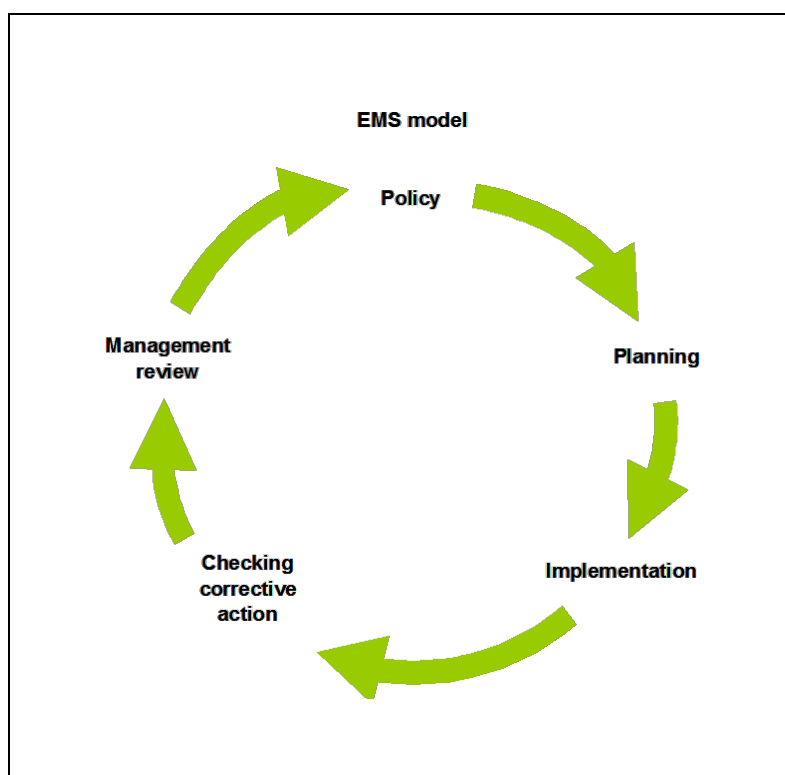 EMS model
Policy
Planning
Implementation
Checking
corrective
action
Management
review